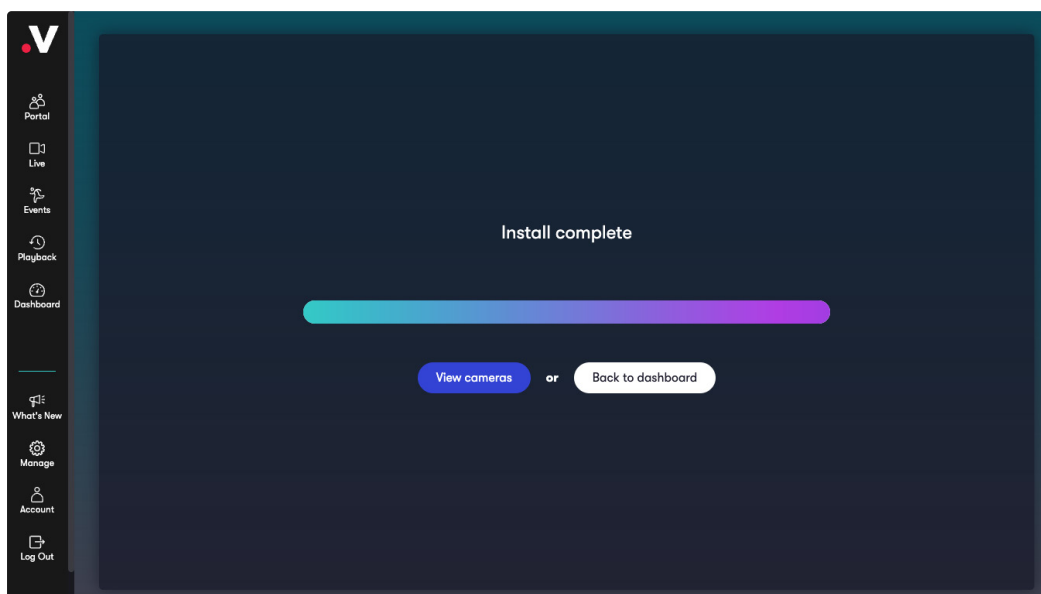 .V
Portal
Live
Events
Playback
Dashboard
What's New
Manage
Account
Log Out
Install complete
View cameras or Back to dashboard